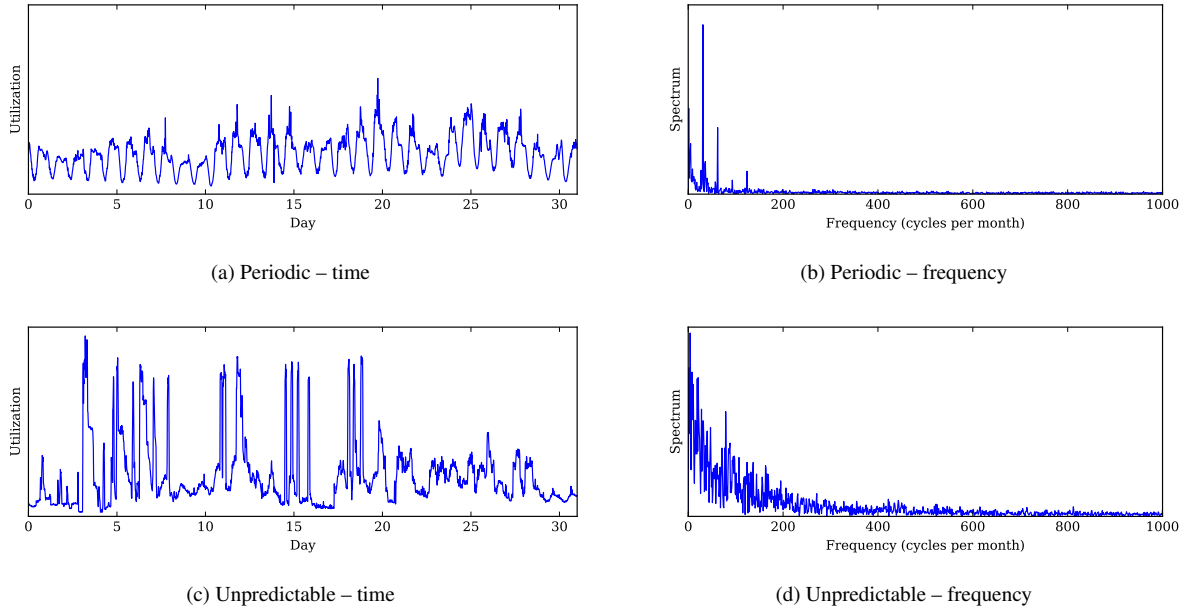 Utilization
0 5 10 15 20 25 30
Day
(a) Periodic – time
Spectrum
0 200 400 600 800 1000
Frequency (cycles per month)
(b) Periodic – frequency
Utilization
0 5 10 15 20 25 30
Day
(c) Unpredictable – time
Spectrum
0 200 400 600 800 1000
Frequency (cycles per month)
(d) Unpredictable – frequency